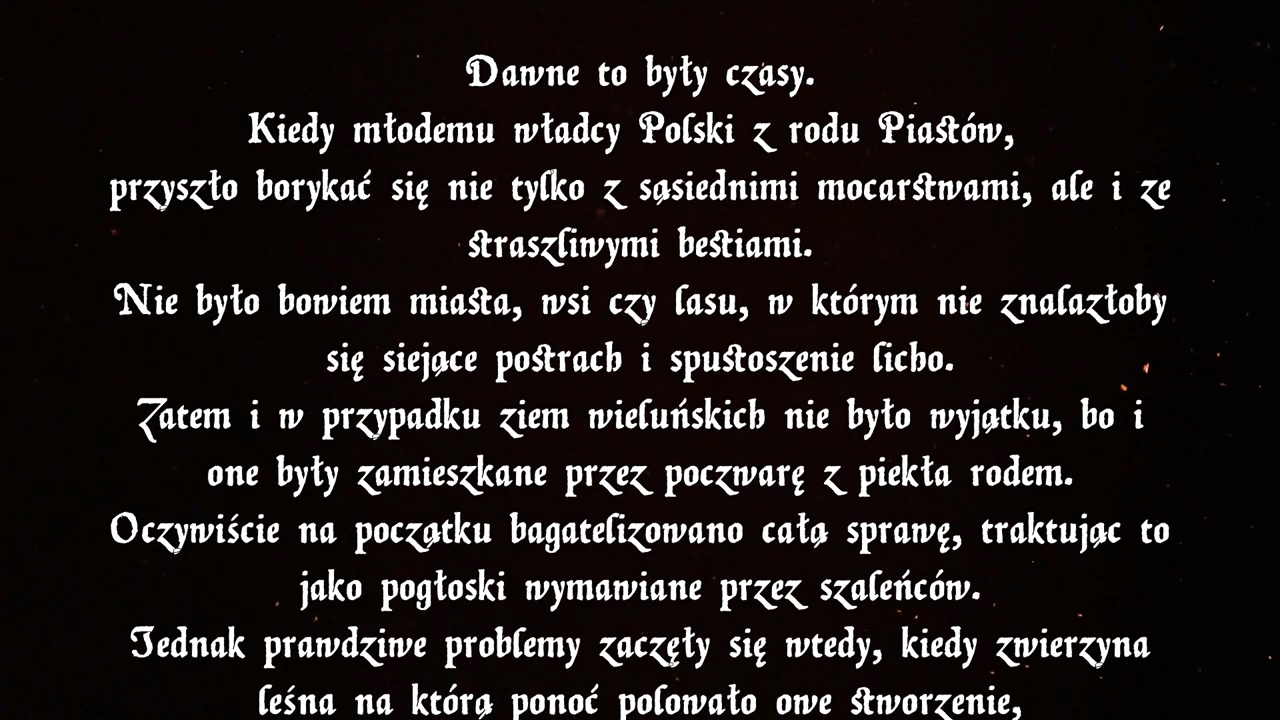 Dawne to były czasy.
Kiedy młodemu władcy Polski z rodu Piastów,
przyszło borykać się nie tylko z sąsiednimi mocarstwami, ale i ze
straszliwymi bestiami.
Nie było bowiem miasta, wsi czy lasu, w którym nie znalazłoby
się siejące postrach i spustoszenie licho.
Zatem i w przypadku ziem wieluńskich nie było wyjątku, bo i
one były zamieszkane przez poczwarę z piekła rodem.
Oczywiście na początku bagatelizowano całą sprawę, traktując to
jako pogłoski wymawiane przez szaleńców.
Jednak prawdziwe problemy zaczęły się wtedy, kiedy zwierzyna
leśna na którą ponoć polowało owe stworzenie,